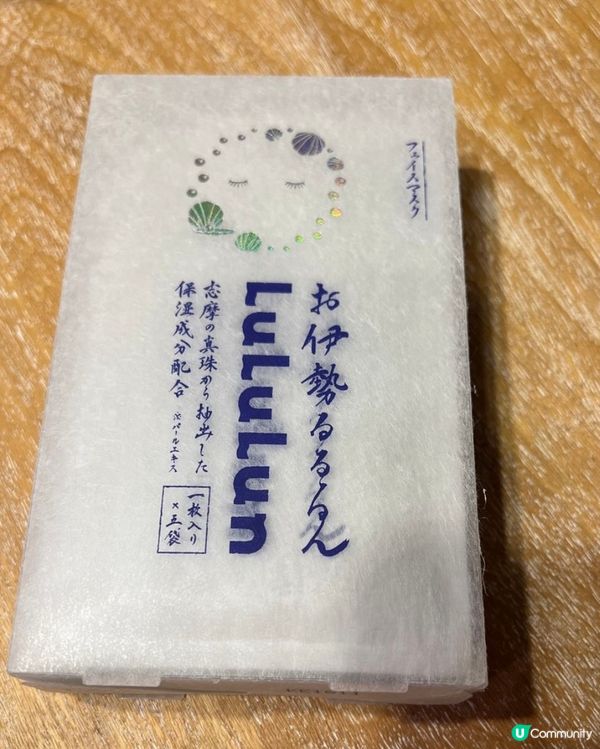 フェイスマスク
お伊勢るるるん
LuLuLun
志摩の真珠から抽出した
保湿成分配合 ※パールエキス
一枚入り
×五袋
U Community